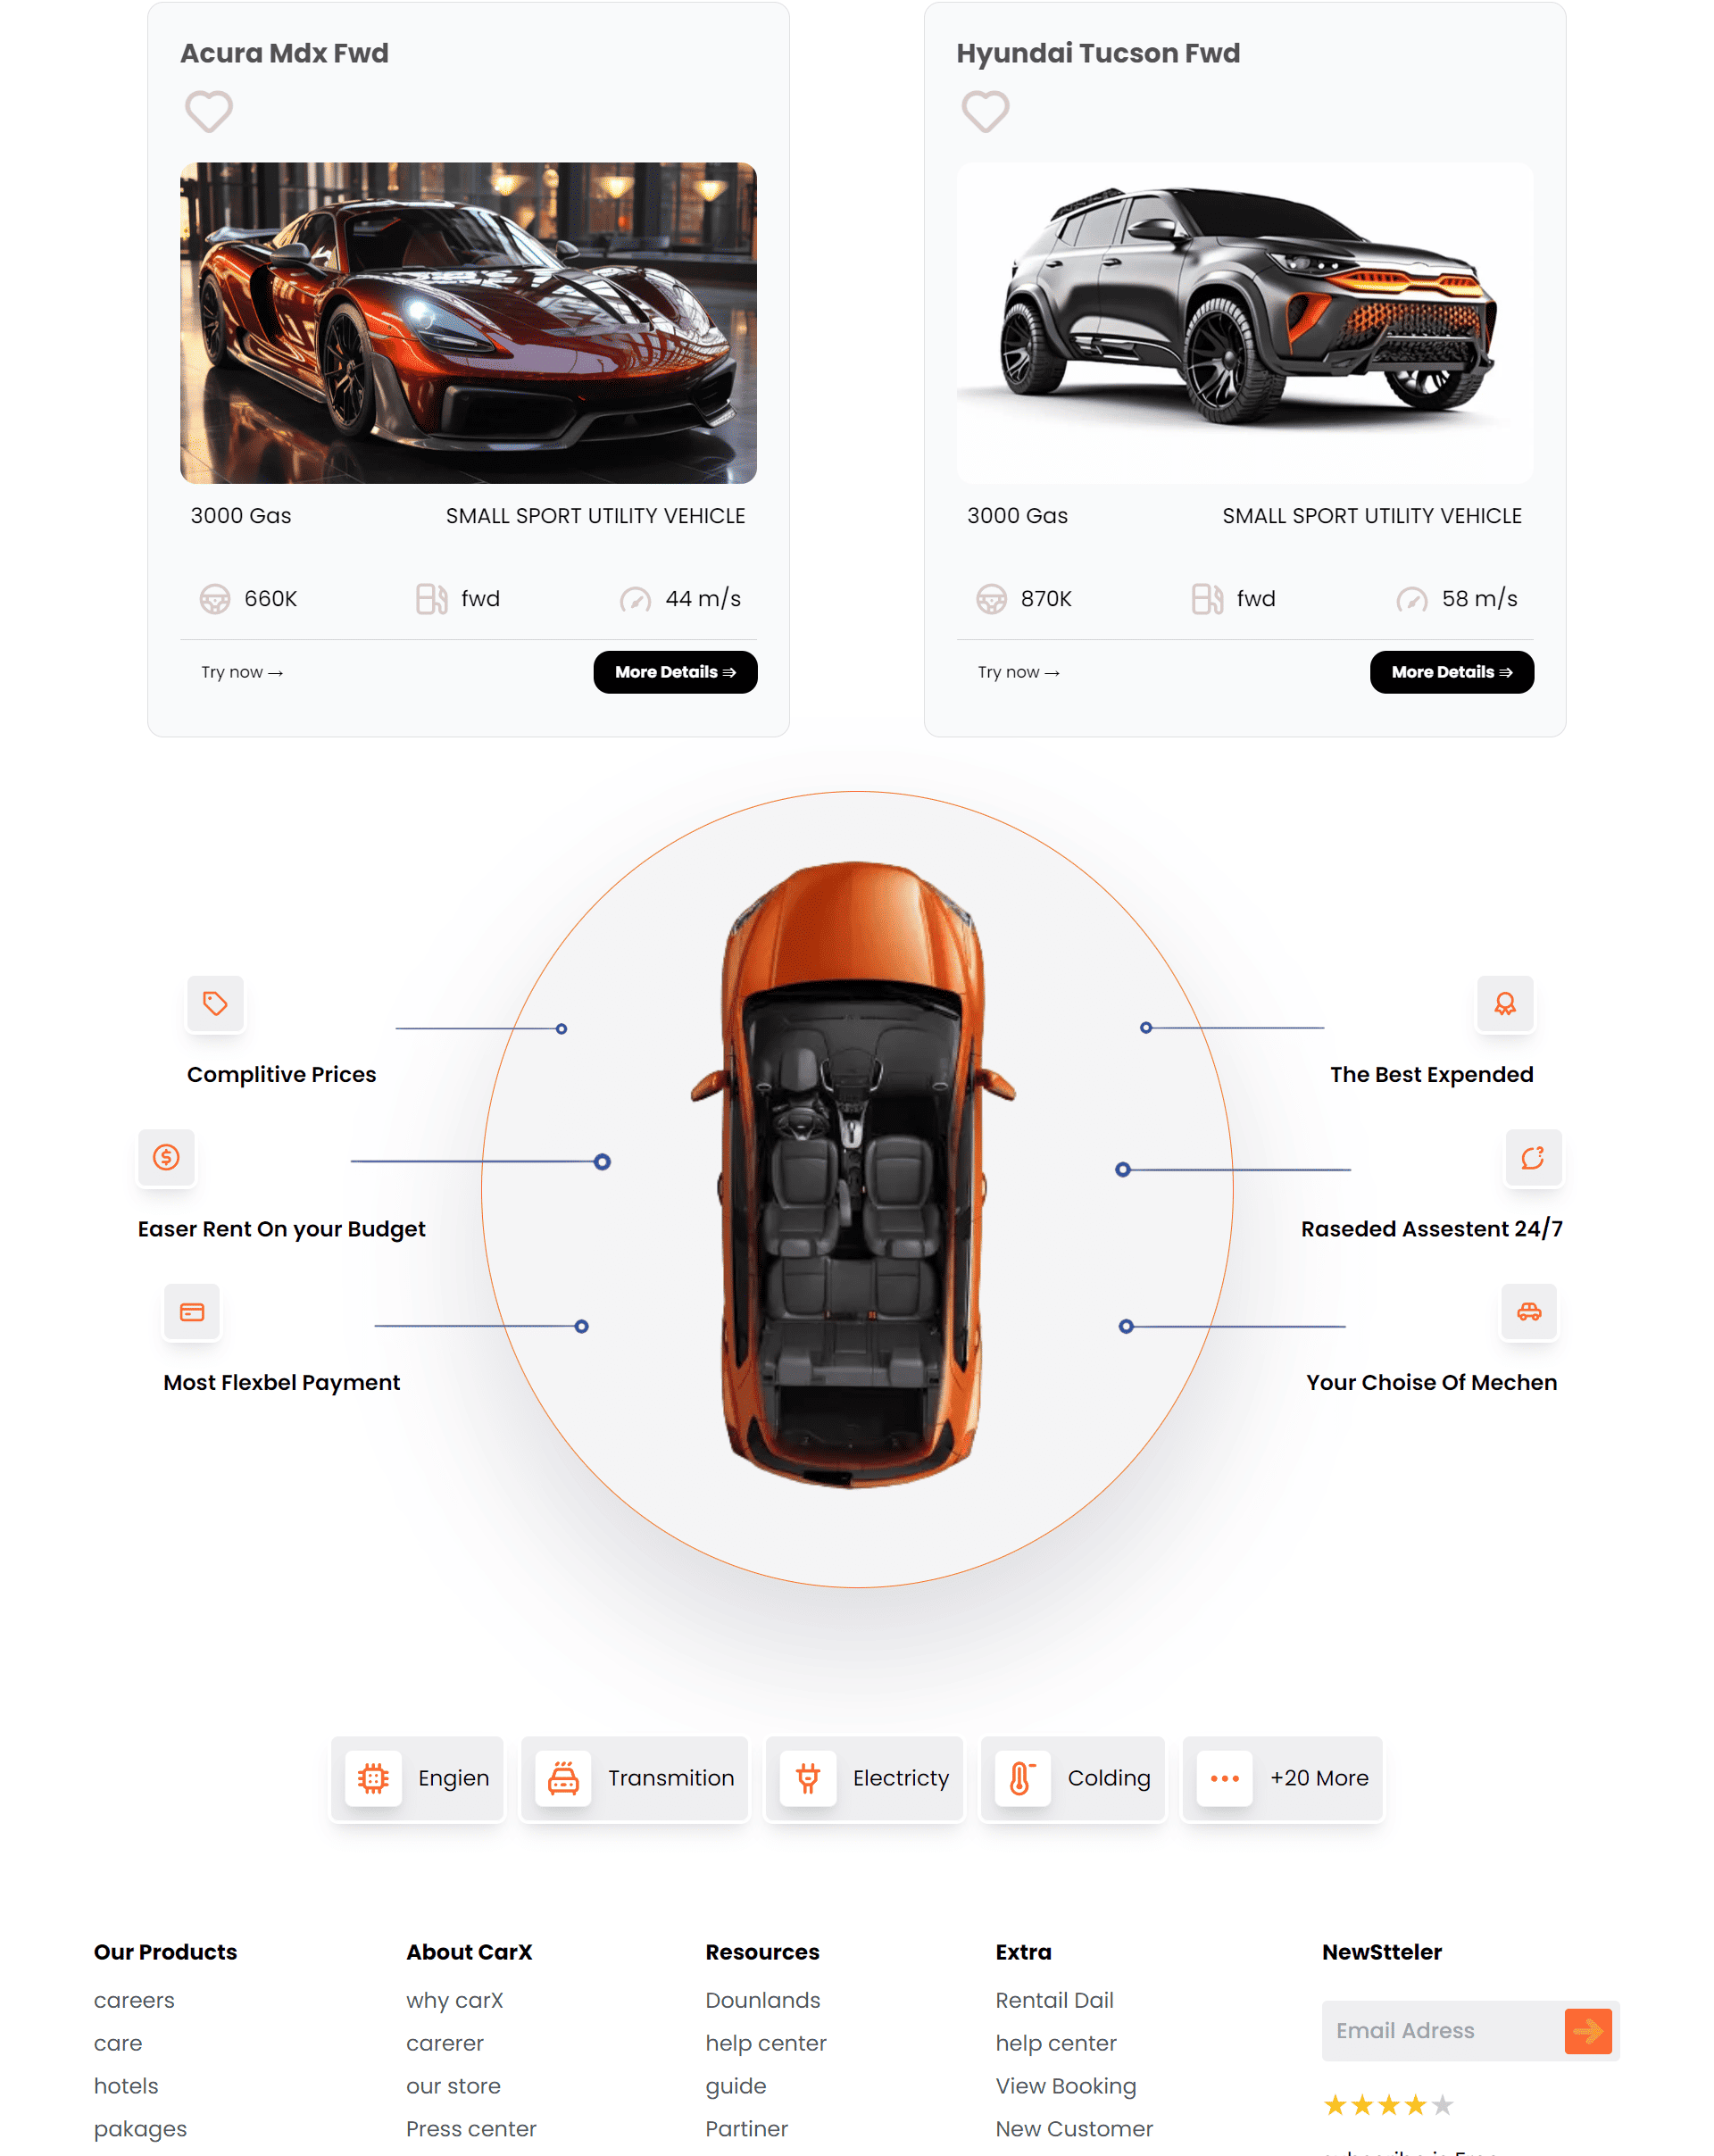 Acura Mdx Fwd
3000 Gas SMALL SPORT UTILITY VEHICLE
660K fwd 44 m/s
Try now → More Details ⇛
Hyundai Tucson Fwd
3000 Gas SMALL SPORT UTILITY VEHICLE
870K fwd 58 m/s
Try now → More Details ⇛
Complitive Prices
Easer Rent On your Budget
Most Flexbel Payment
The Best Expended
Raseded Assestent 24/7
Your Choise Of Mechen
Engien
Transmition
Electricty
Colding
+20 More
Our Products
careers
care
hotels
pakages
About CarX
why carX
carerer
our store
Press center
Resources
Dounlands
help center
guide
Partiner
Extra
Rentail Dail
help center
View Booking
New Customer
NewStteler
Email Adress